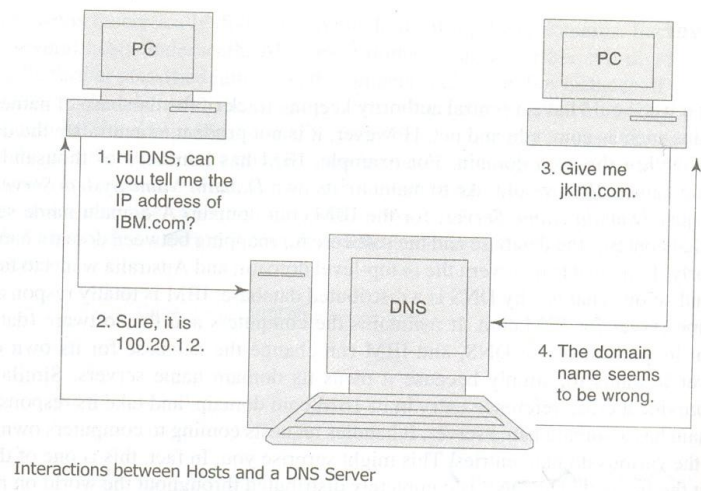 PC
PC
1. Hi DNS, can
you tell me the
IP address of
IBM.com?
3. Give me
jklm.com.
DNS
2. Sure, it is
100.20.1.2.
4. The domain
name seems
to be wrong.
Interactions between Hosts and a DNS Server